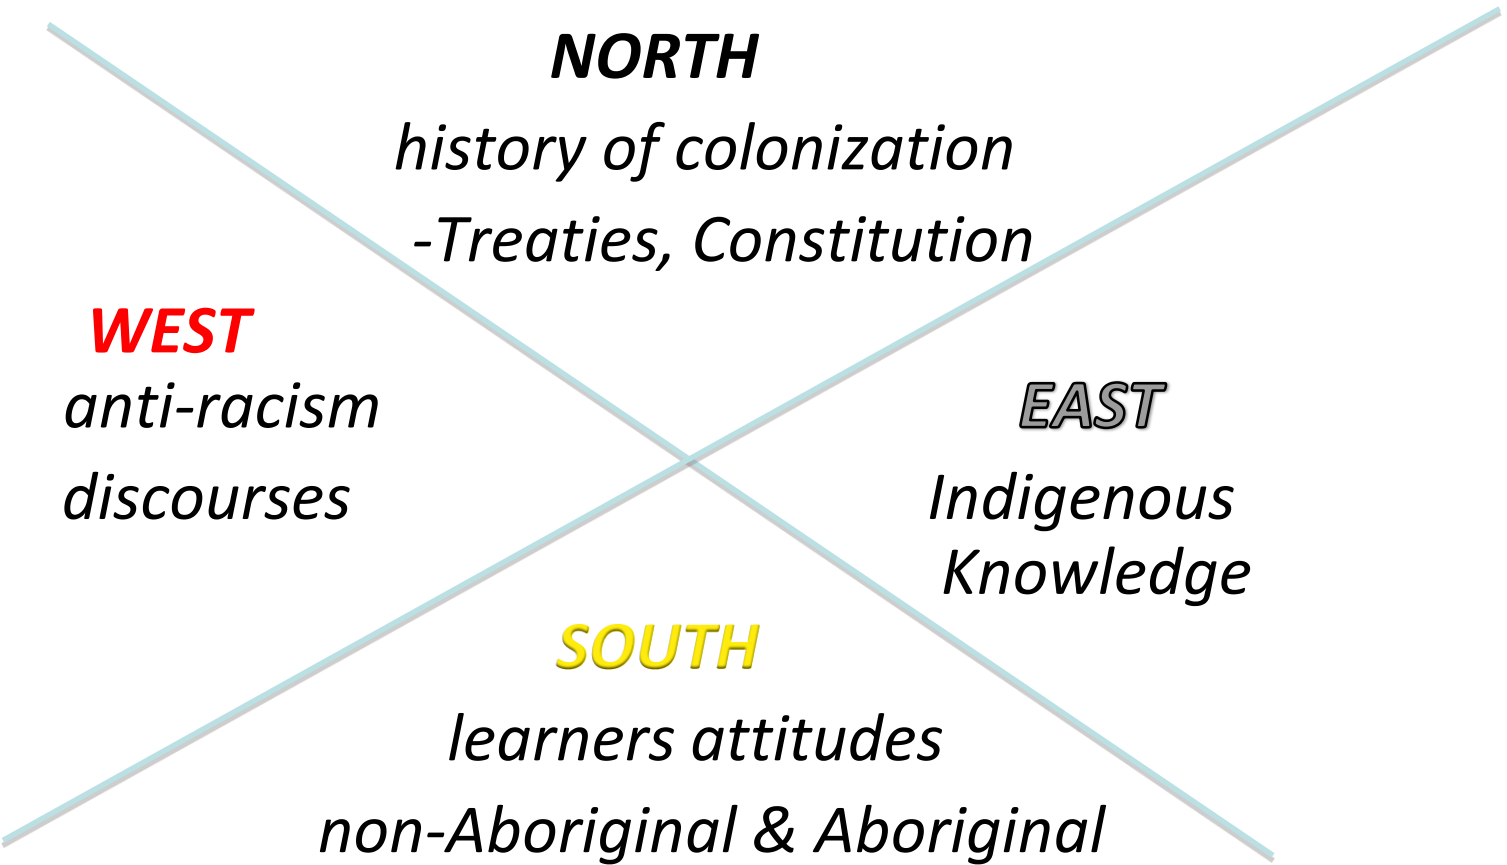 NORTH
history of colonization
-Treaties, Constitution
WEST
anti-racism
discourses
EAST
Indigenous
Knowledge
SOUTH
learners attitudes
non-Aboriginal & Aboriginal